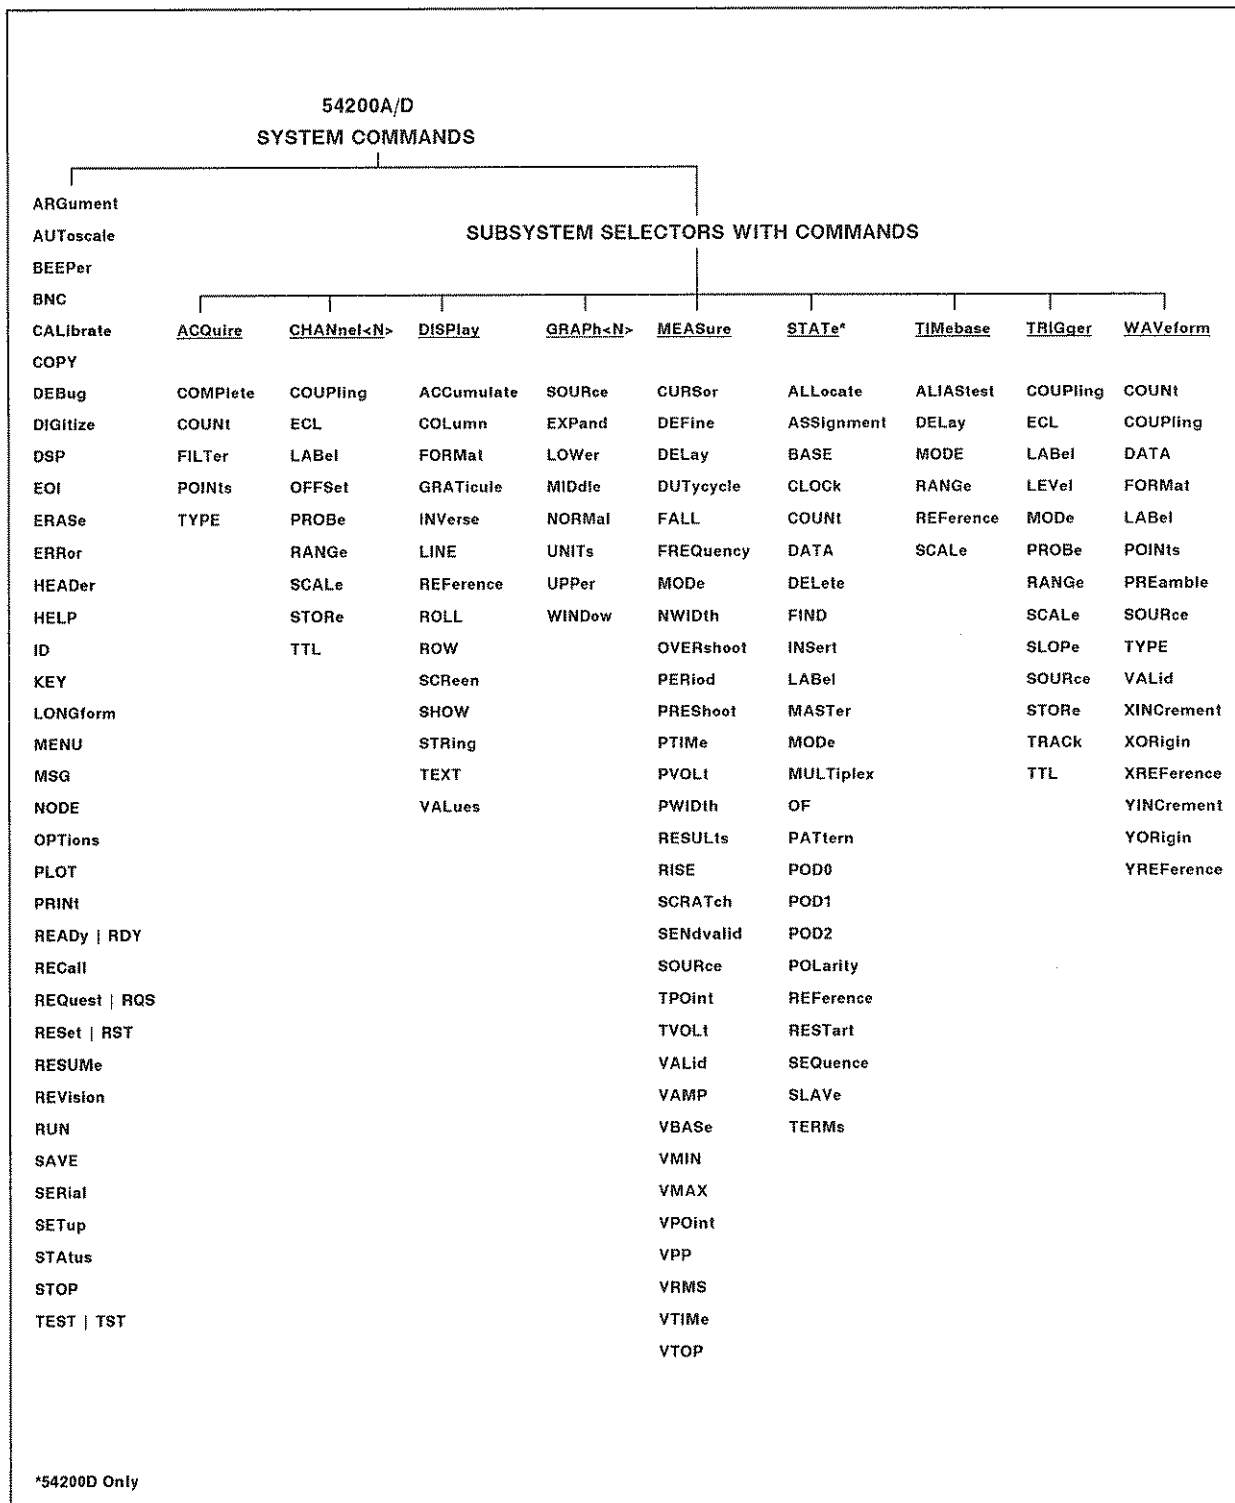 54200A/D
SYSTEM COMMANDS
ARGument
AUToscale
SUBSYSTEM SELECTORS WITH COMMANDS
BEEPer
BNC
CALibrate ACQuire CHANnel<N> DISPlay GRAPh<N> MEASure STATe* TIMebase TRIGger WAVeform
COPY
DEBug COMPlete COUPling ACCumulate SOURce CURSor ALLocate ALIAStest COUPling COUNt
DIGitize COUNt ECL COLumn EXPand DEFine ASSignment DELay ECL COUPling
DSP FILTer LABel FORMat LOWer DELay BASE MODE LABel DATA
EOI POINts OFFSet GRATicule MIDdle DUTycycle CLOCk RANGe LEVel FORMat
ERASe TYPE PROBe INVerse NORMal FALL COUNt REFerence MODe LABel
ERRor RANGe LINE UNITs FREQuency DATA SCALe PROBe POINts
HEADer SCALe REFerence UPPer MODe DELete RANGe PREamble
HELP STORe ROLL WINDow NWIDth FIND SCALe SOURce
ID TTL ROW OVERshoot INSert SLOPe TYPE
KEY SCReen PERiod LABel SOURce VALid
LONGform SHOW PREShoot MASTer STORe XINCrement
MENU STRing PTIMe MODe TRACk XORigin
MSG TEXT PVOLt MULTiplex TTL XREFerence
NODE VALues PWIDth OF YINCrement
OPTions RESULts PATtern YORigin
PLOT RISE POD0 YREFerence
PRINt SCRATch POD1
READy | RDY SENdvalid POD2
RECall SOURce POLarity
REQuest | RQS TPOint REFerence
RESet | RST TVOLt RESTart
RESUMe VALid SEQuence
REVision VAMP SLAVe
RUN VBASe TERMs
SAVE VMIN
SERial VMAX
SETup VPOint
STAtus VPP
STOP VRMS
TEST | TST VTIMe
VTOP
*54200D Only